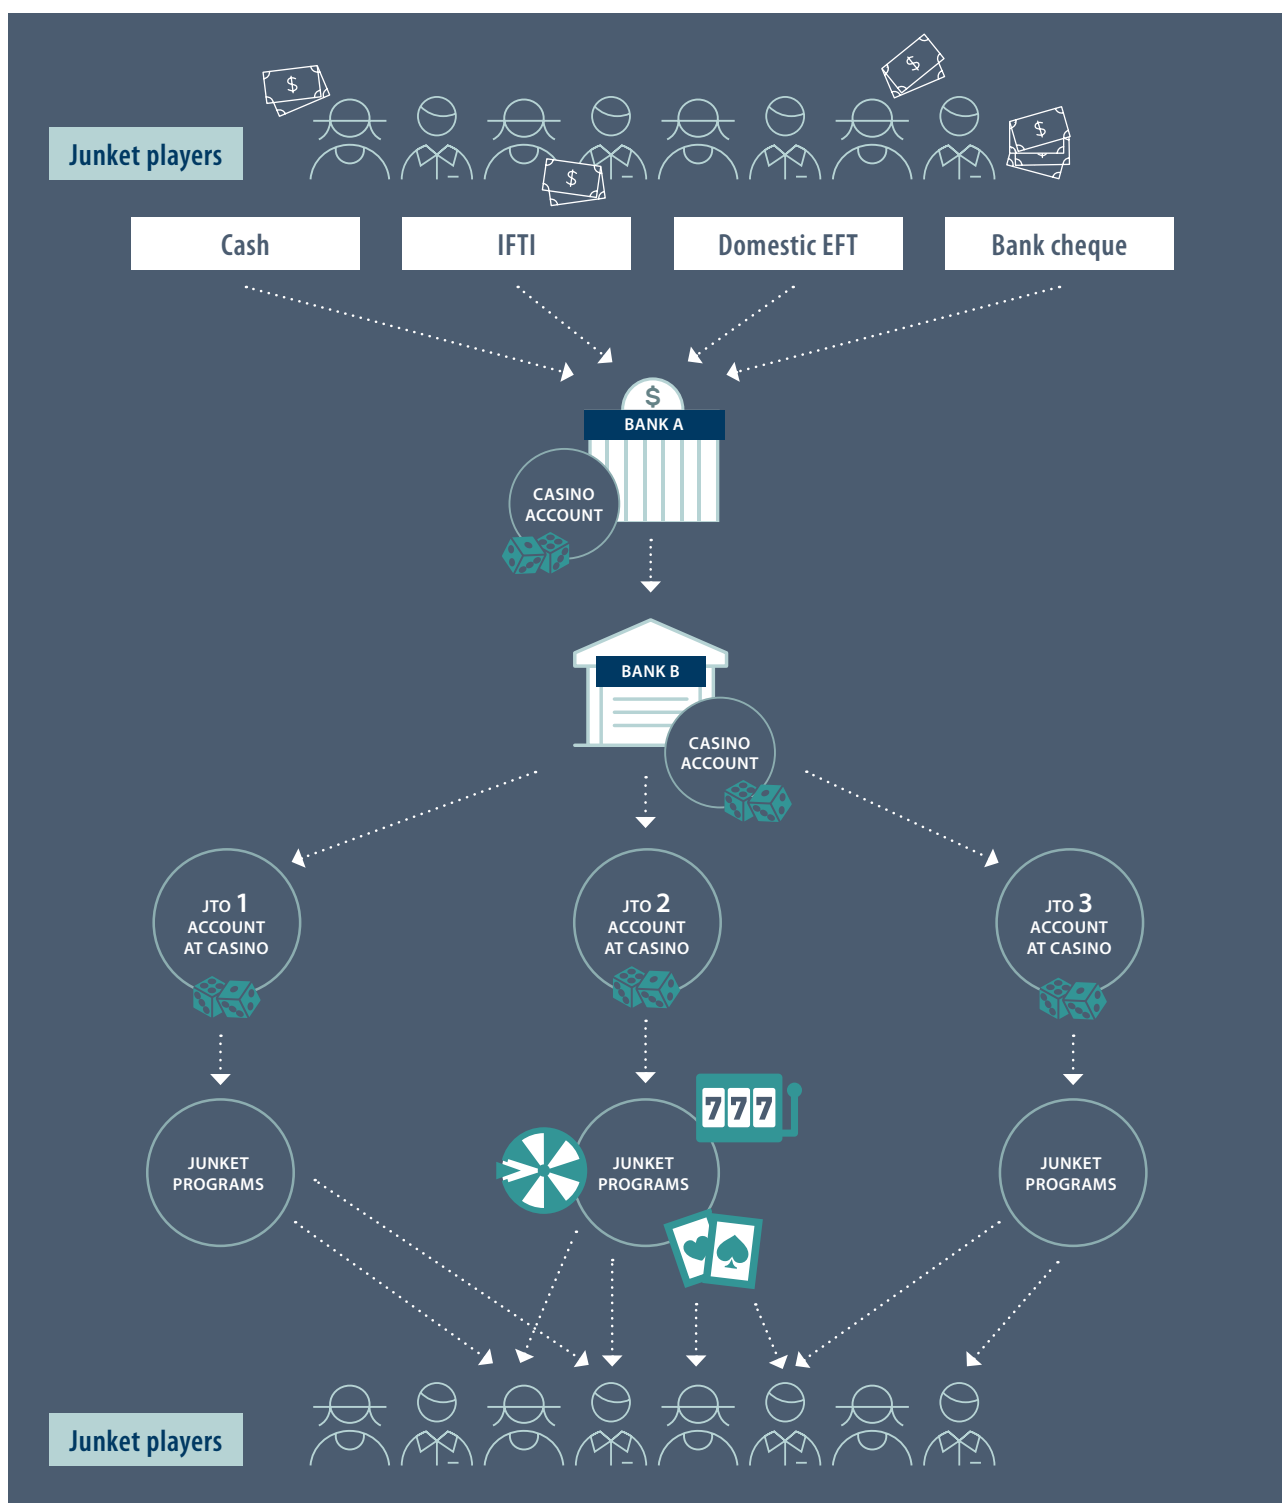 Junket players
$
$
$
$
Cash
IFTI
Domestic EFT
Bank cheque
$
BANK A
CASINO
ACCOUNT
BANK B
CASINO
ACCOUNT
JTO 1
ACCOUNT
AT CASINO
JTO 2
ACCOUNT
AT CASINO
JTO 3
ACCOUNT
AT CASINO
777
JUNKET
PROGRAMS
JUNKET
PROGRAMS
JUNKET
PROGRAMS
Junket players